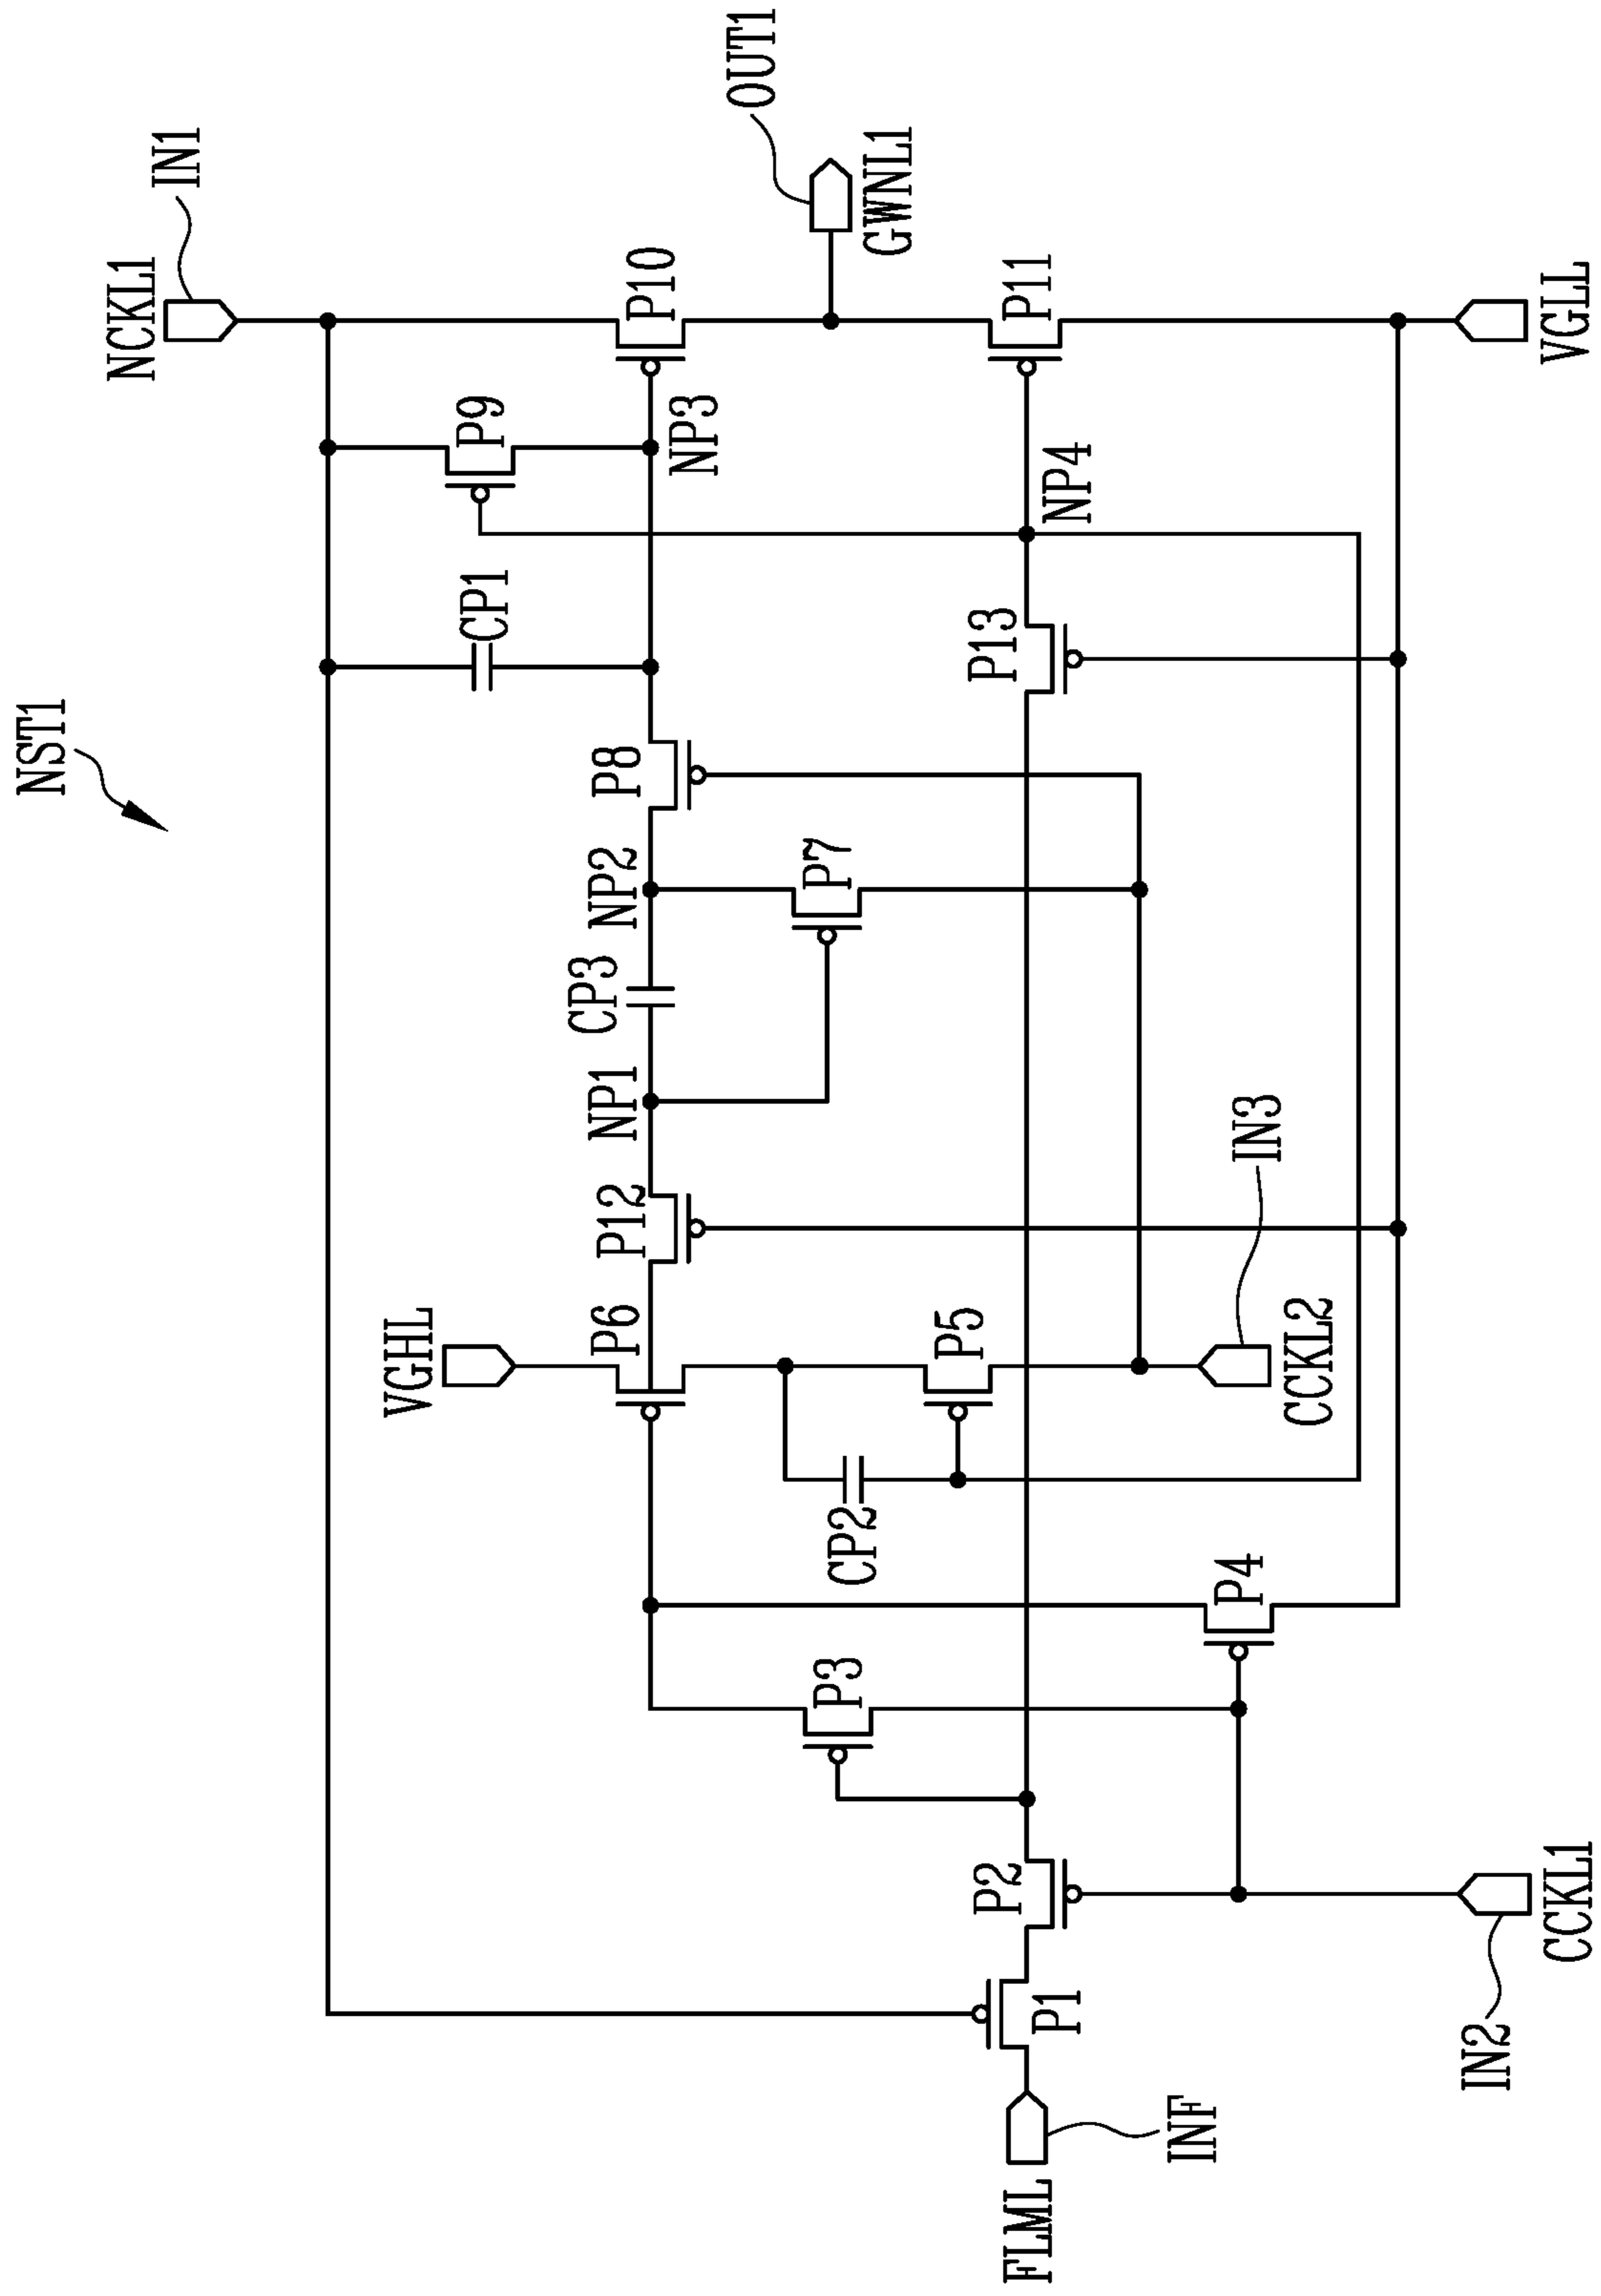 NST1
NCKL1
IN1
P10
OUT1
GWNL1
P9
NP3
CP1
P8
NP2
CP3
NP1
P12
P6
VGHL
P7
P11
NP4
P13
VGLL
P5
CP2
IN3
CCKL2
P4
P3
P2
P1
FLML
INF
CCKL1
IN2